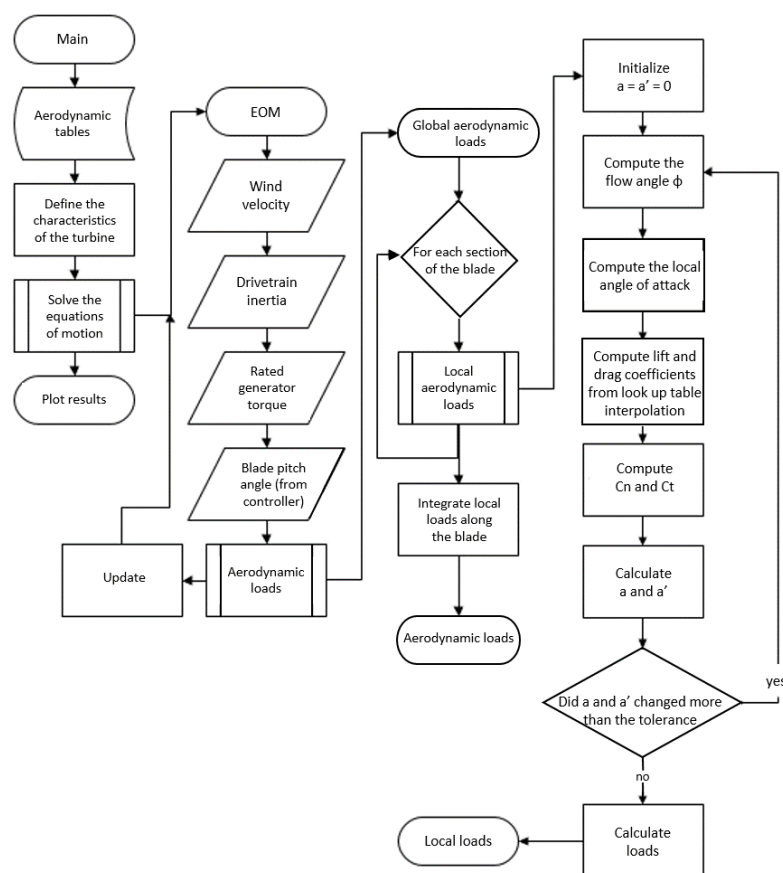 Main
Aerodynamic
tables
Define the
characteristics
of the turbine
Solve the
equations
of motion
Plot results
EOM
Wind
velocity
Drivetrain
inertia
Rated
generator
torque
Blade pitch
angle (from
controller)
Aerodynamic
loads
Update
Global aerodynamic
loads
For each section
of the blade
Local
aerodynamic
loads
Integrate local
loads along
the blade
Aerodynamic loads
Initialize
a = a’ = 0
Compute the
flow angle ϕ
Compute the local
angle of attack
Compute lift and
drag coefficients
from look up table
interpolation
Compute
Cn and Ct
Calculate
a and a’
Did a and a’ changed more
than the tolerance
yes
no
Calculate
loads
Local loads